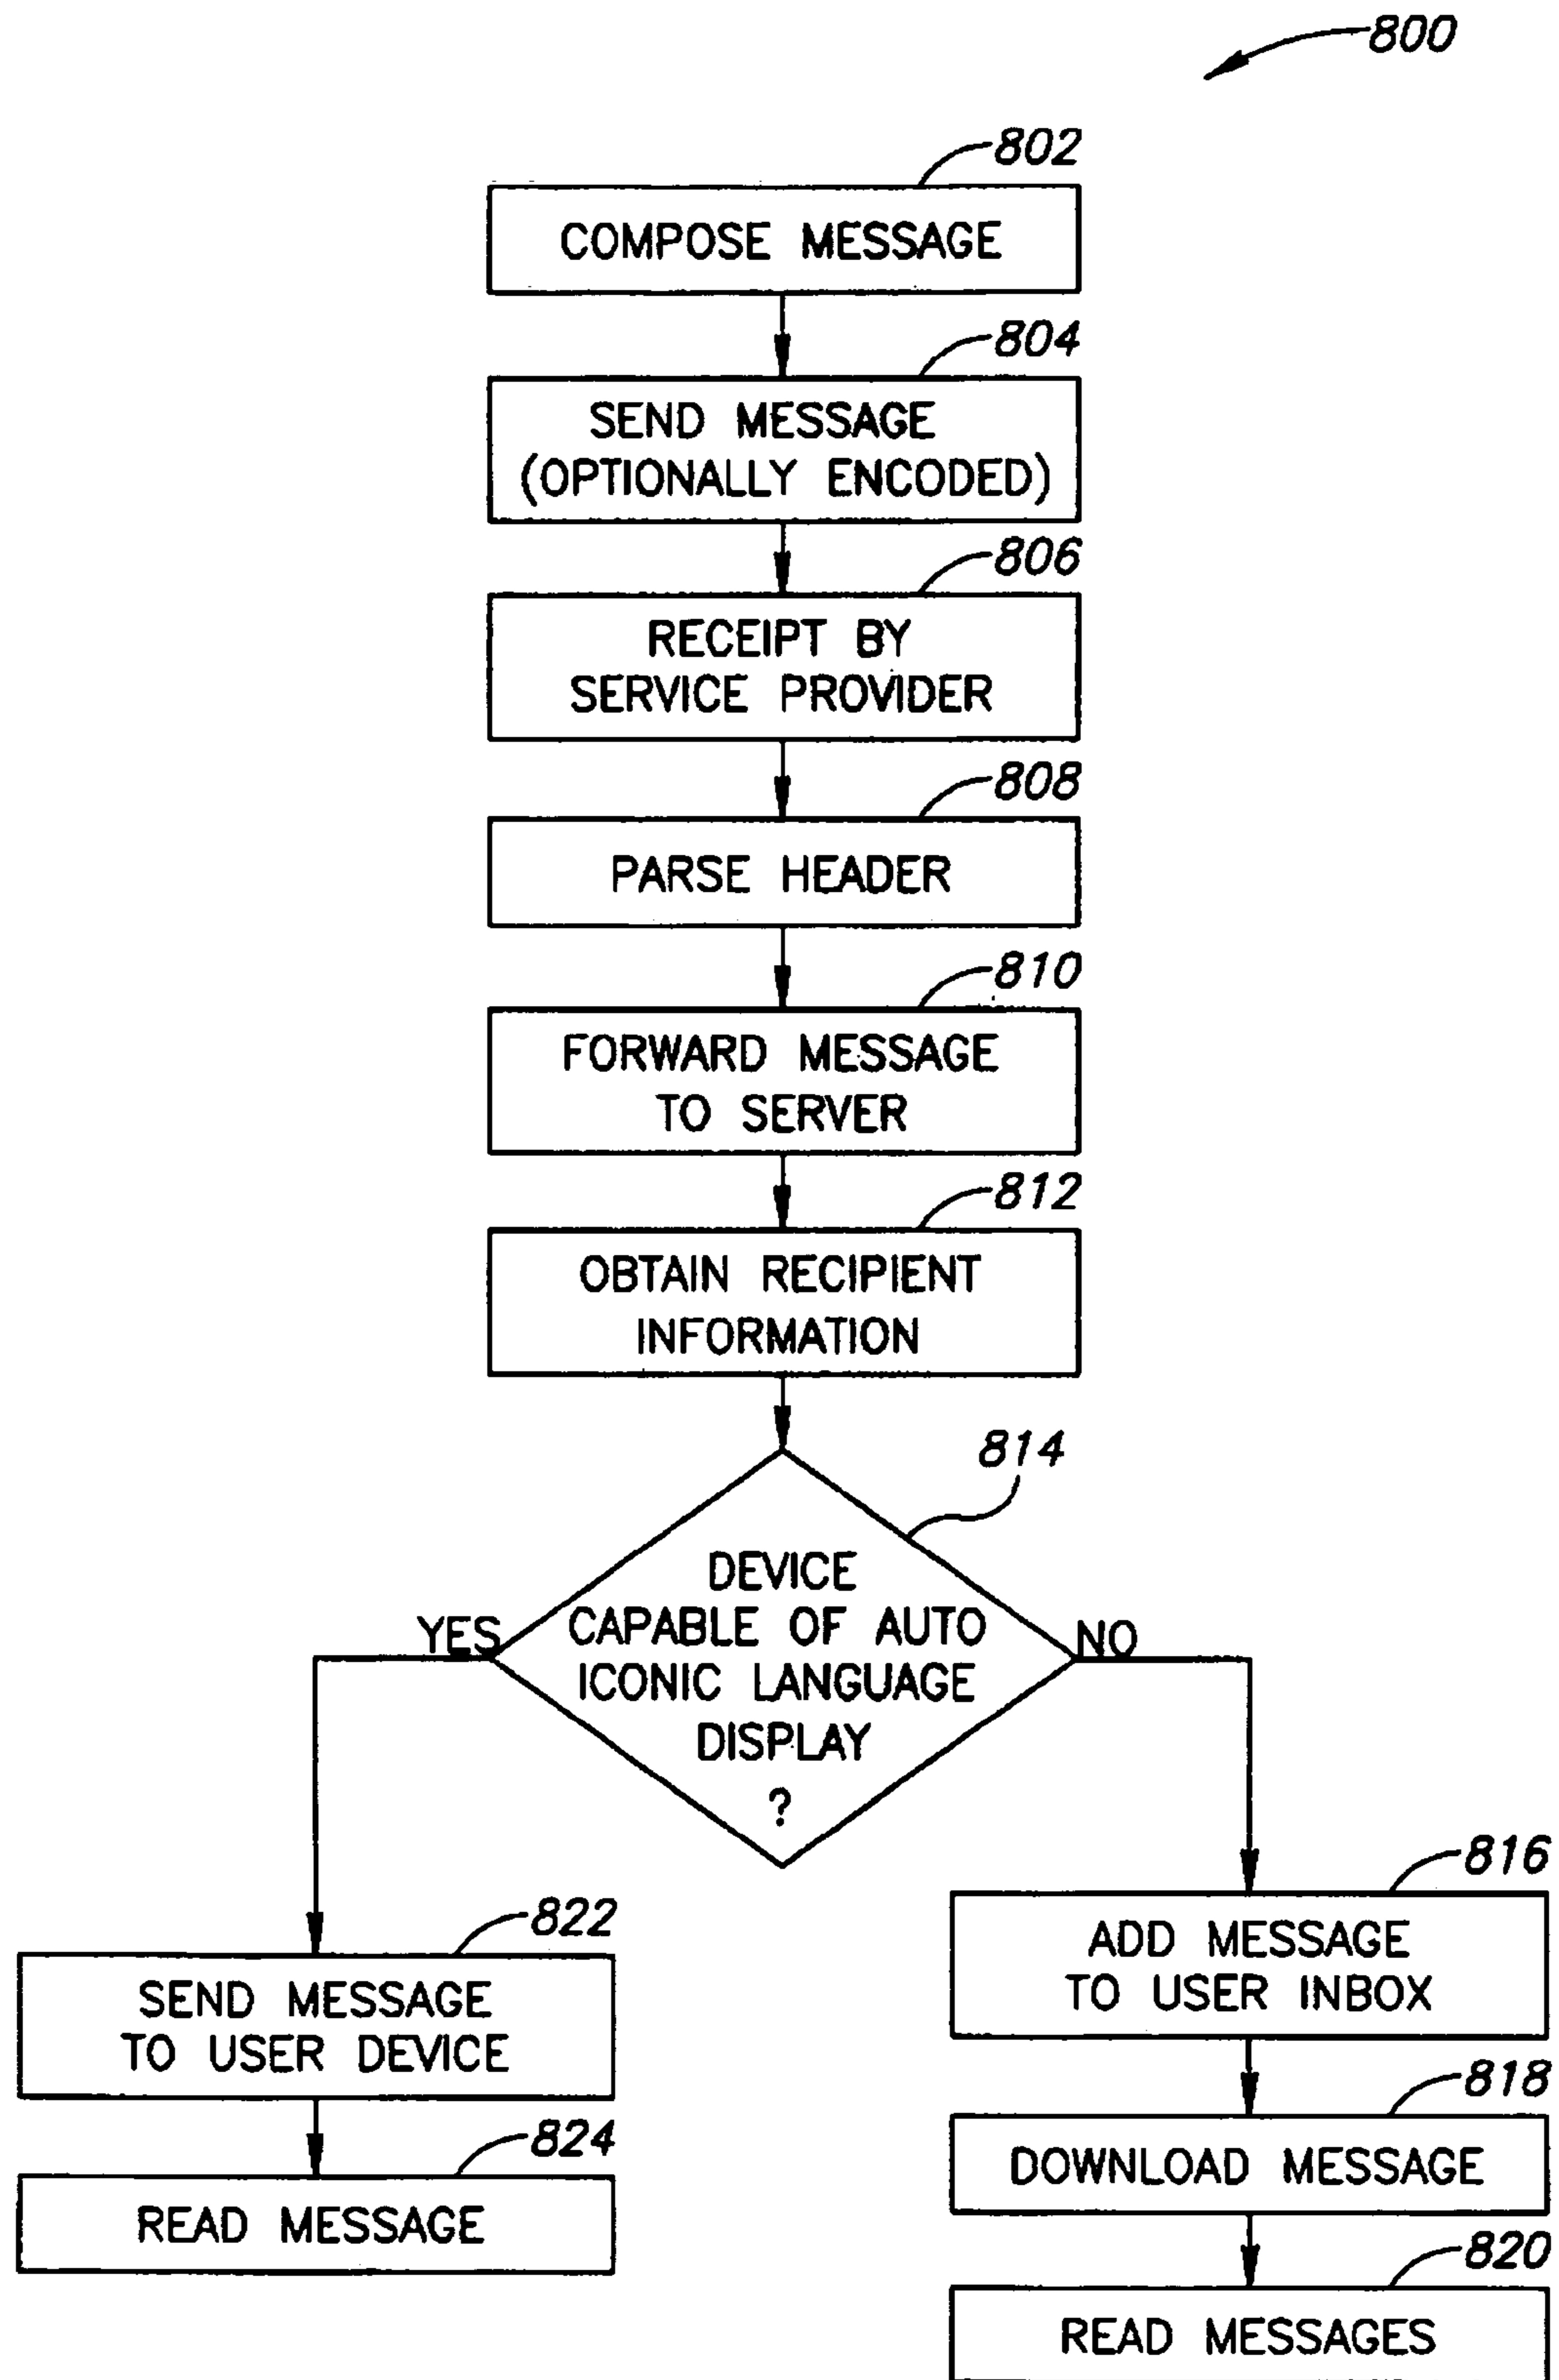 800
802
COMPOSE MESSAGE
804
SEND MESSAGE
(OPTIONALLY ENCODED)
806
RECEIPT BY
SERVICE PROVIDER
808
PARSE HEADER
810
FORWARD MESSAGE
TO SERVER
812
OBTAIN RECIPIENT
INFORMATION
814
DEVICE
CAPABLE OF AUTO
ICONIC LANGUAGE
DISPLAY
?
YES
NO
822
SEND MESSAGE
TO USER DEVICE
824
READ MESSAGE
816
ADD MESSAGE
TO USER INBOX
818
DOWNLOAD MESSAGE
820
READ MESSAGES